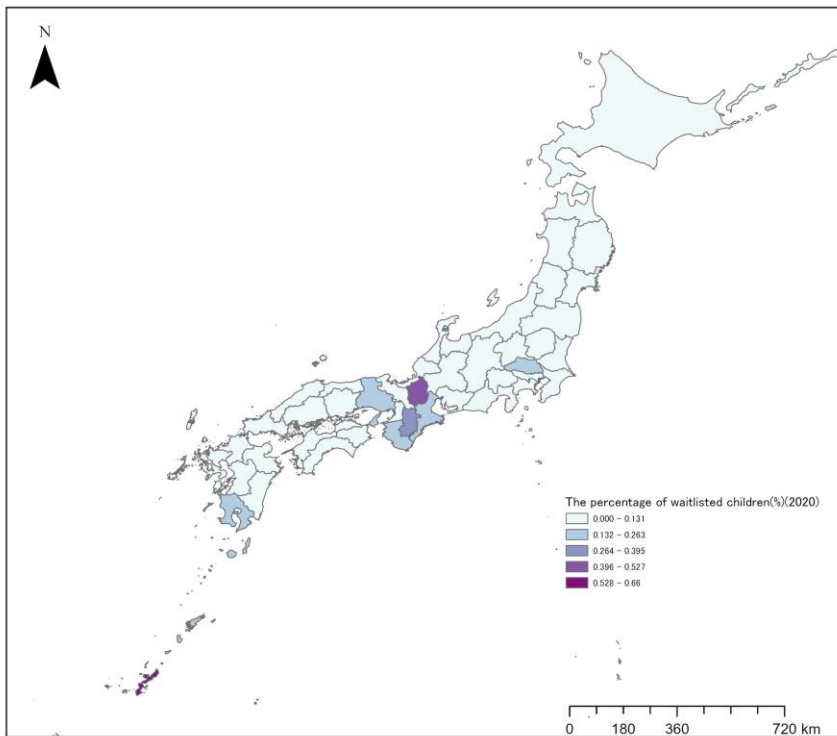 N
The percentage of waitlisted children(%)(2020)
0.000 – 0.131
0.132 – 0.263
0.264 – 0.395
0.396 – 0.527
0.528 – 0.66
0 180 360 720 km